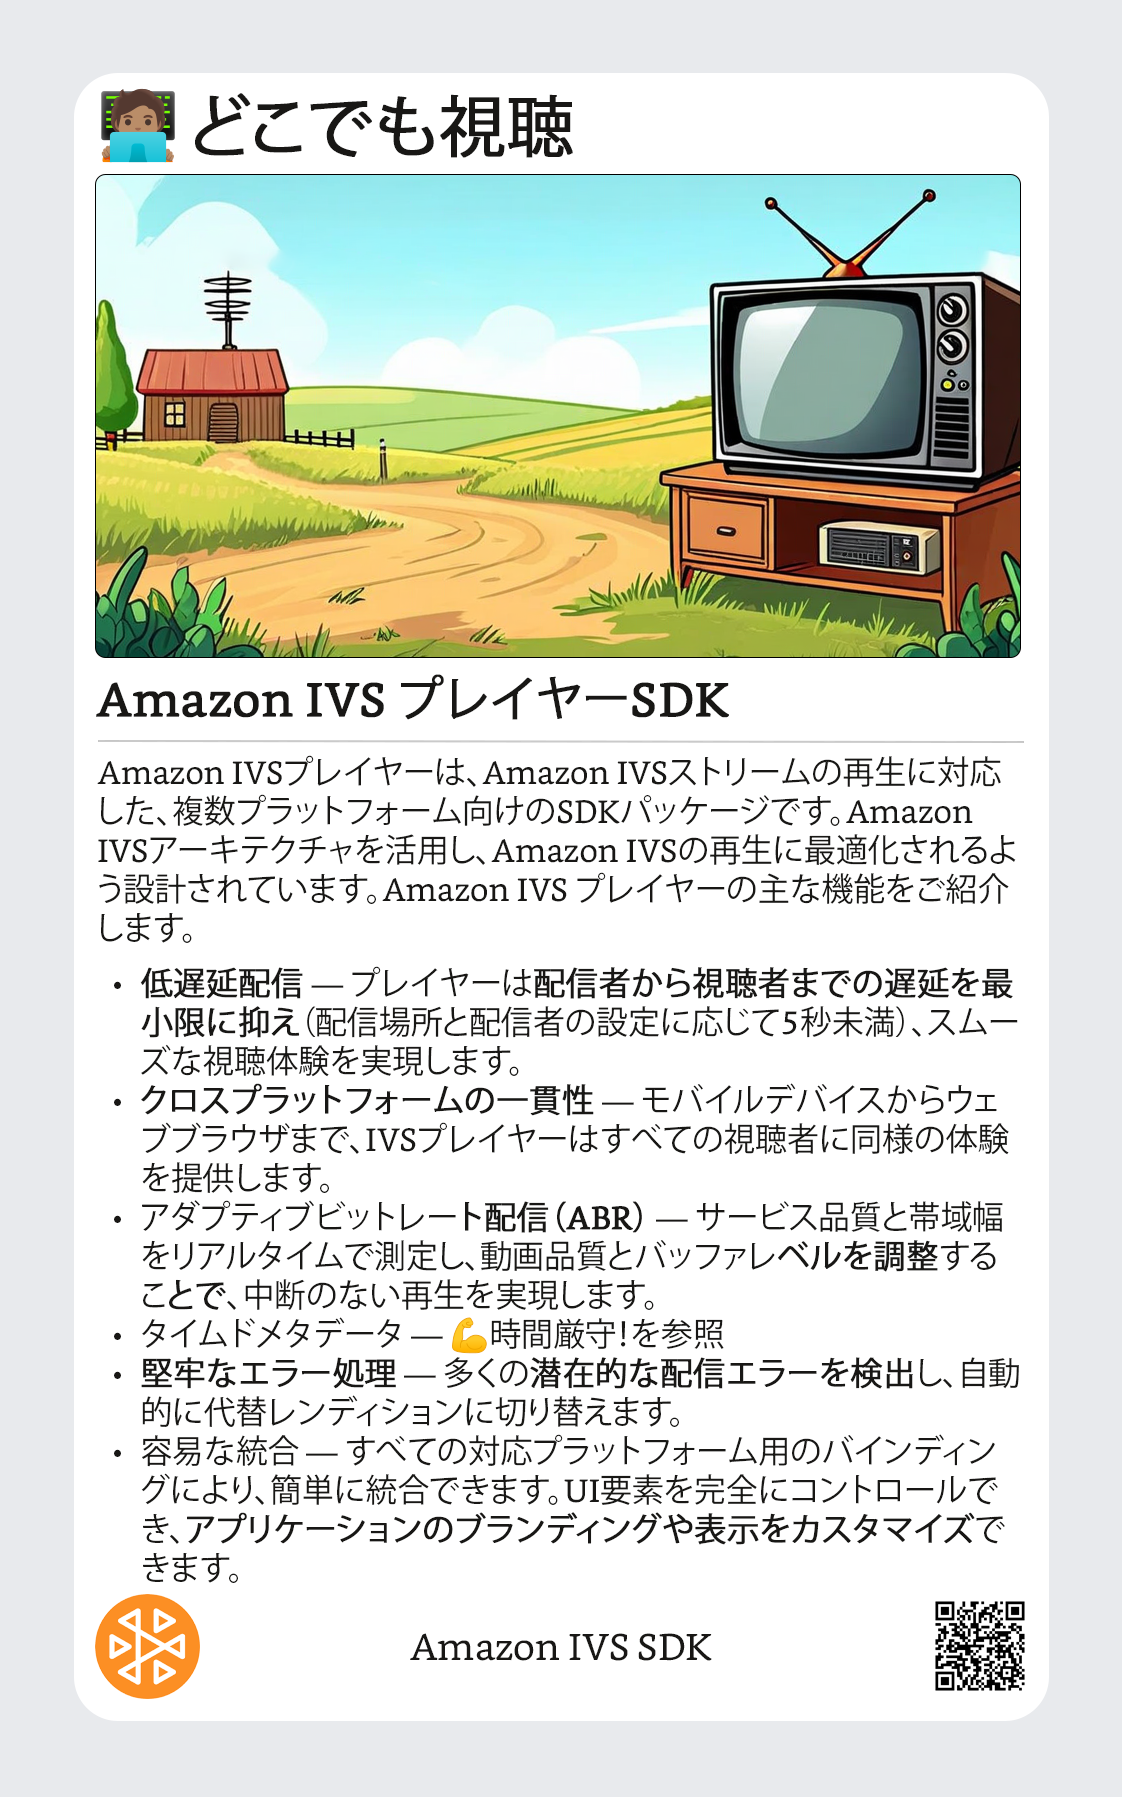 どこでも視聴
Amazon IVS プレイヤーSDK
Amazon IVSプレイヤーは、Amazon IVSストリームの再生に対応
した、複数プラットフォーム向けのSDKパッケージです。Amazon
IVSアーキテクチャを活用し、Amazon IVSの再生に最適化されるよ
う設計されています。Amazon IVS プレイヤーの主な機能をご紹介
します。
• 低遅延配信 — プレイヤーは配信者から視聴者までの遅延を最
小限に抑え（配信場所と配信者の設定に応じて5秒未満）、スムー
ズな視聴体験を実現します。
• クロスプラットフォームの一貫性 — モバイルデバイスからウェ
ブブラウザまで、IVSプレイヤーはすべての視聴者に同様の体験
を提供します。
• アダプティブビットレート配信（ABR） — サービス品質と帯域幅
をリアルタイムで測定し、動画品質とバッファレベルを調整する
ことで、中断のない再生を実現します。
• タイムドメタデータ — 💪時間厳守！を参照
• 堅牢なエラー処理 — 多くの潜在的な配信エラーを検出し、自動
的に代替レンディションに切り替えます。
• 容易な統合 — すべての対応プラットフォーム用のバインディン
グにより、簡単に統合できます。UI要素を完全にコントロールで
き、アプリケーションのブランディングや表示をカスタマイズで
きます。
Amazon IVS SDK